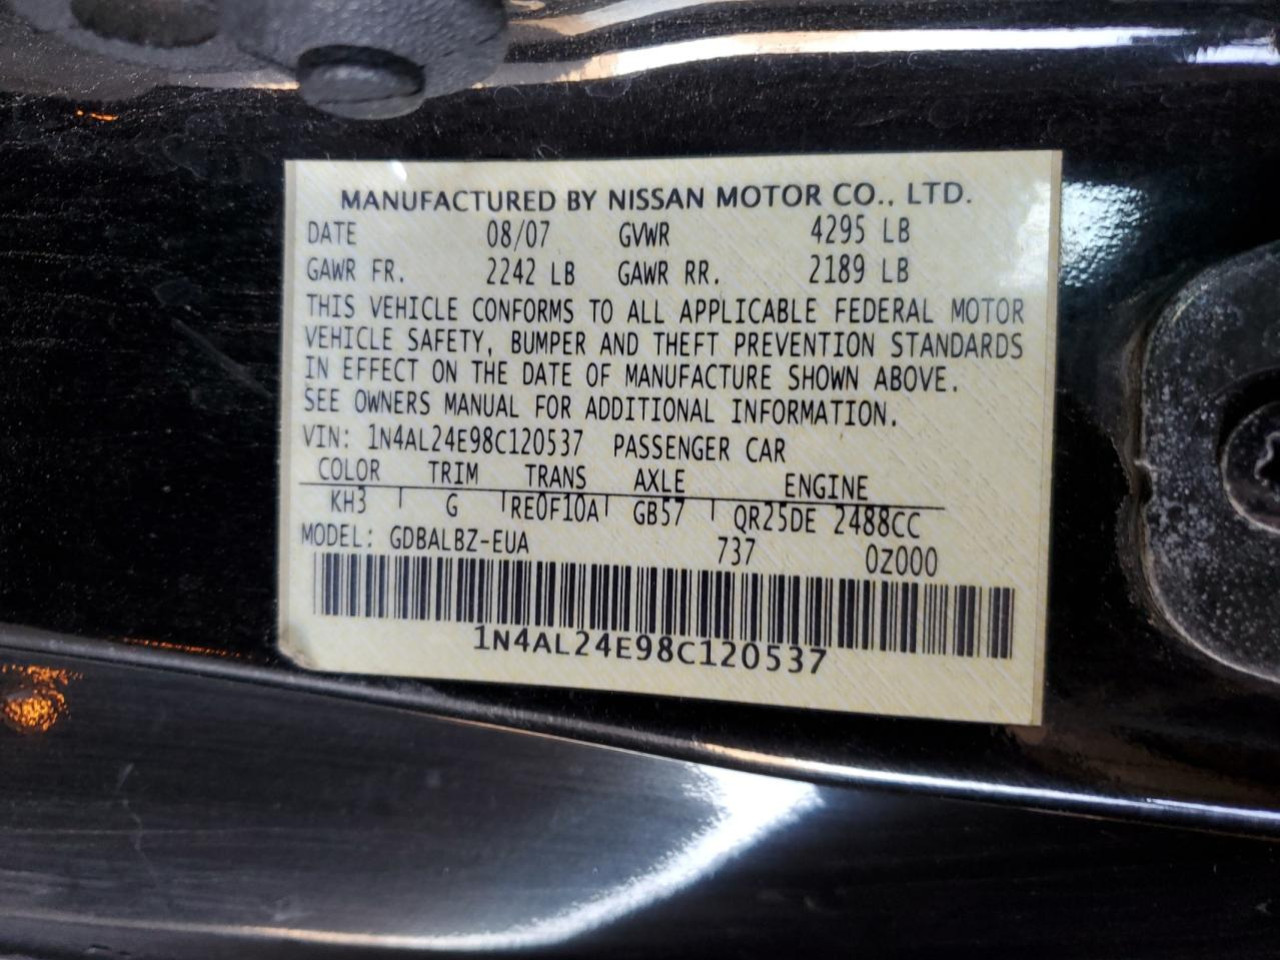 MANUFACTURED BY NISSAN MOTOR CO., LTD.
DATE 08/07 GVWR 4295 LB
GAWR FR. 2242 LB GAWR RR. 2189 LB
THIS VEHICLE CONFORMS TO ALL APPLICABLE FEDERAL MOTOR
VEHICLE SAFETY, BUMPER AND THEFT PREVENTION STANDARDS
IN EFFECT ON THE DATE OF MANUFACTURE SHOWN ABOVE.
SEE OWNERS MANUAL FOR ADDITIONAL INFORMATION.
VIN: 1N4AL24E98C120537 PASSENGER CAR
COLOR TRIM TRANS AXLE ENGINE
KH3 G RE0F10A GB57 QR25DE 2488CC
MODEL: GDBALBZ-EUA 737 0Z000
1N4AL24E98C120537